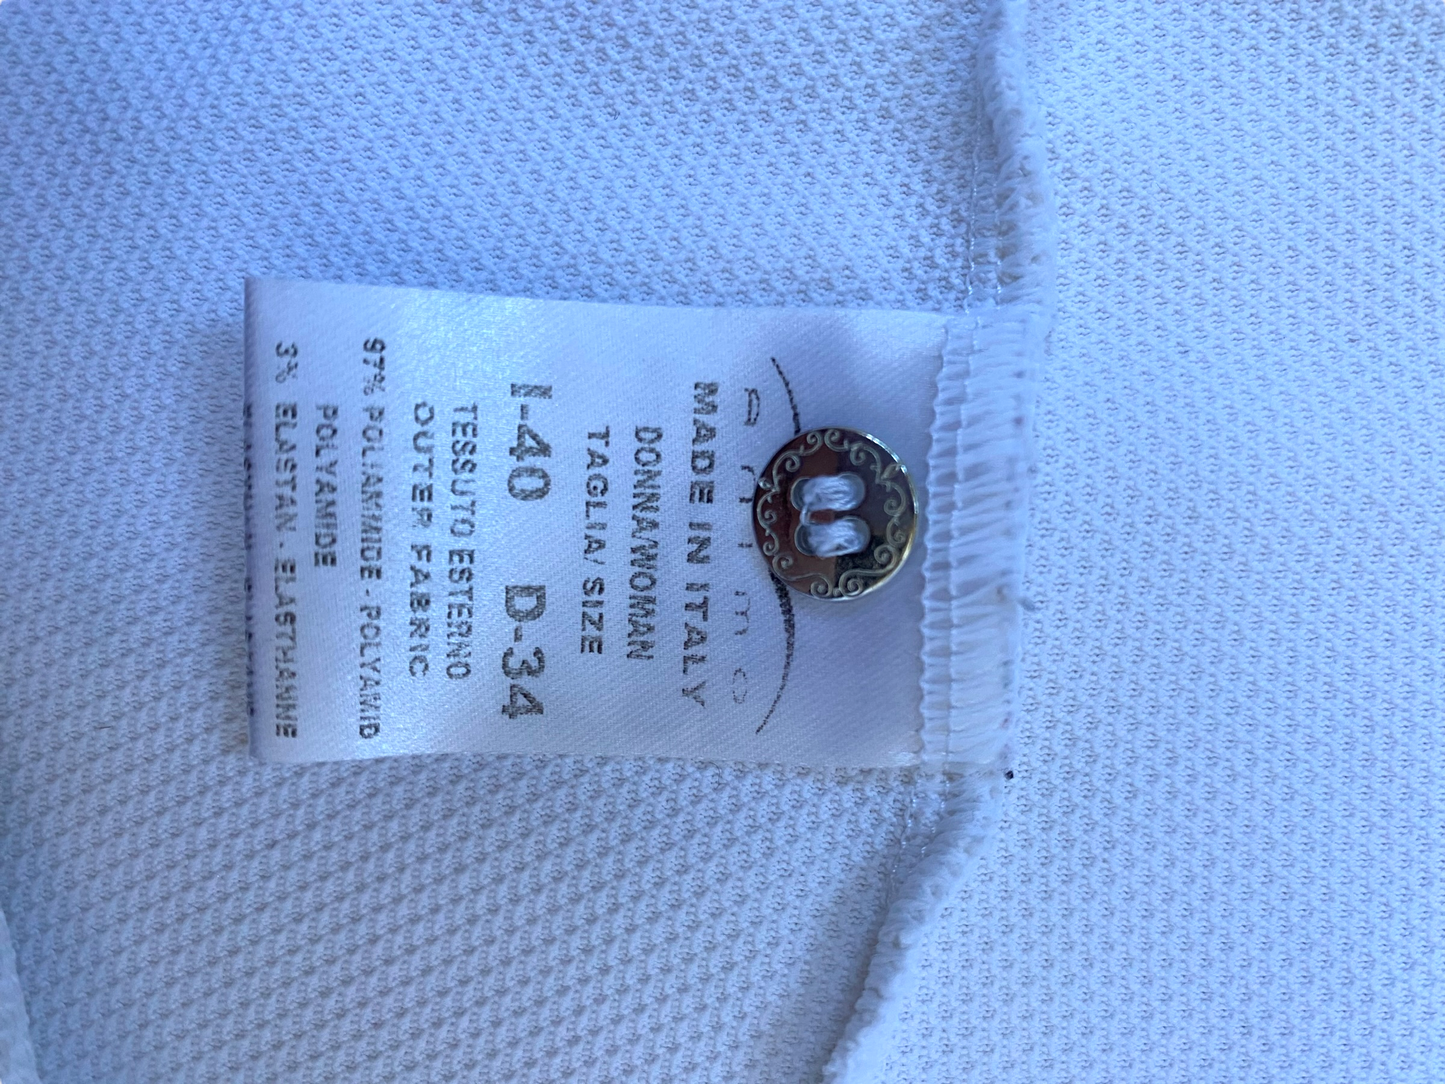 MADE IN ITALY
DONNA/WOMAN
TAGLIA/ SIZE
I-40 D-34
TESSUTO ESTERNO
OUTER FABRIC
97% POLIAMMIDE - POLYAMID
POLYAMIDE
3% ELASTAN - ELASTHANNE